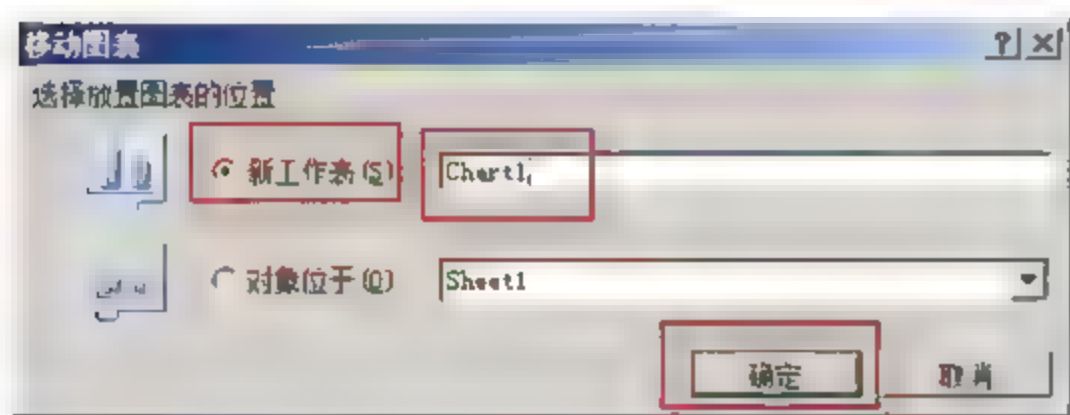 移动图表
选择放置图表的位置
新工作表(S): Chart1
对象位于(O) Sheet1
确定 取消